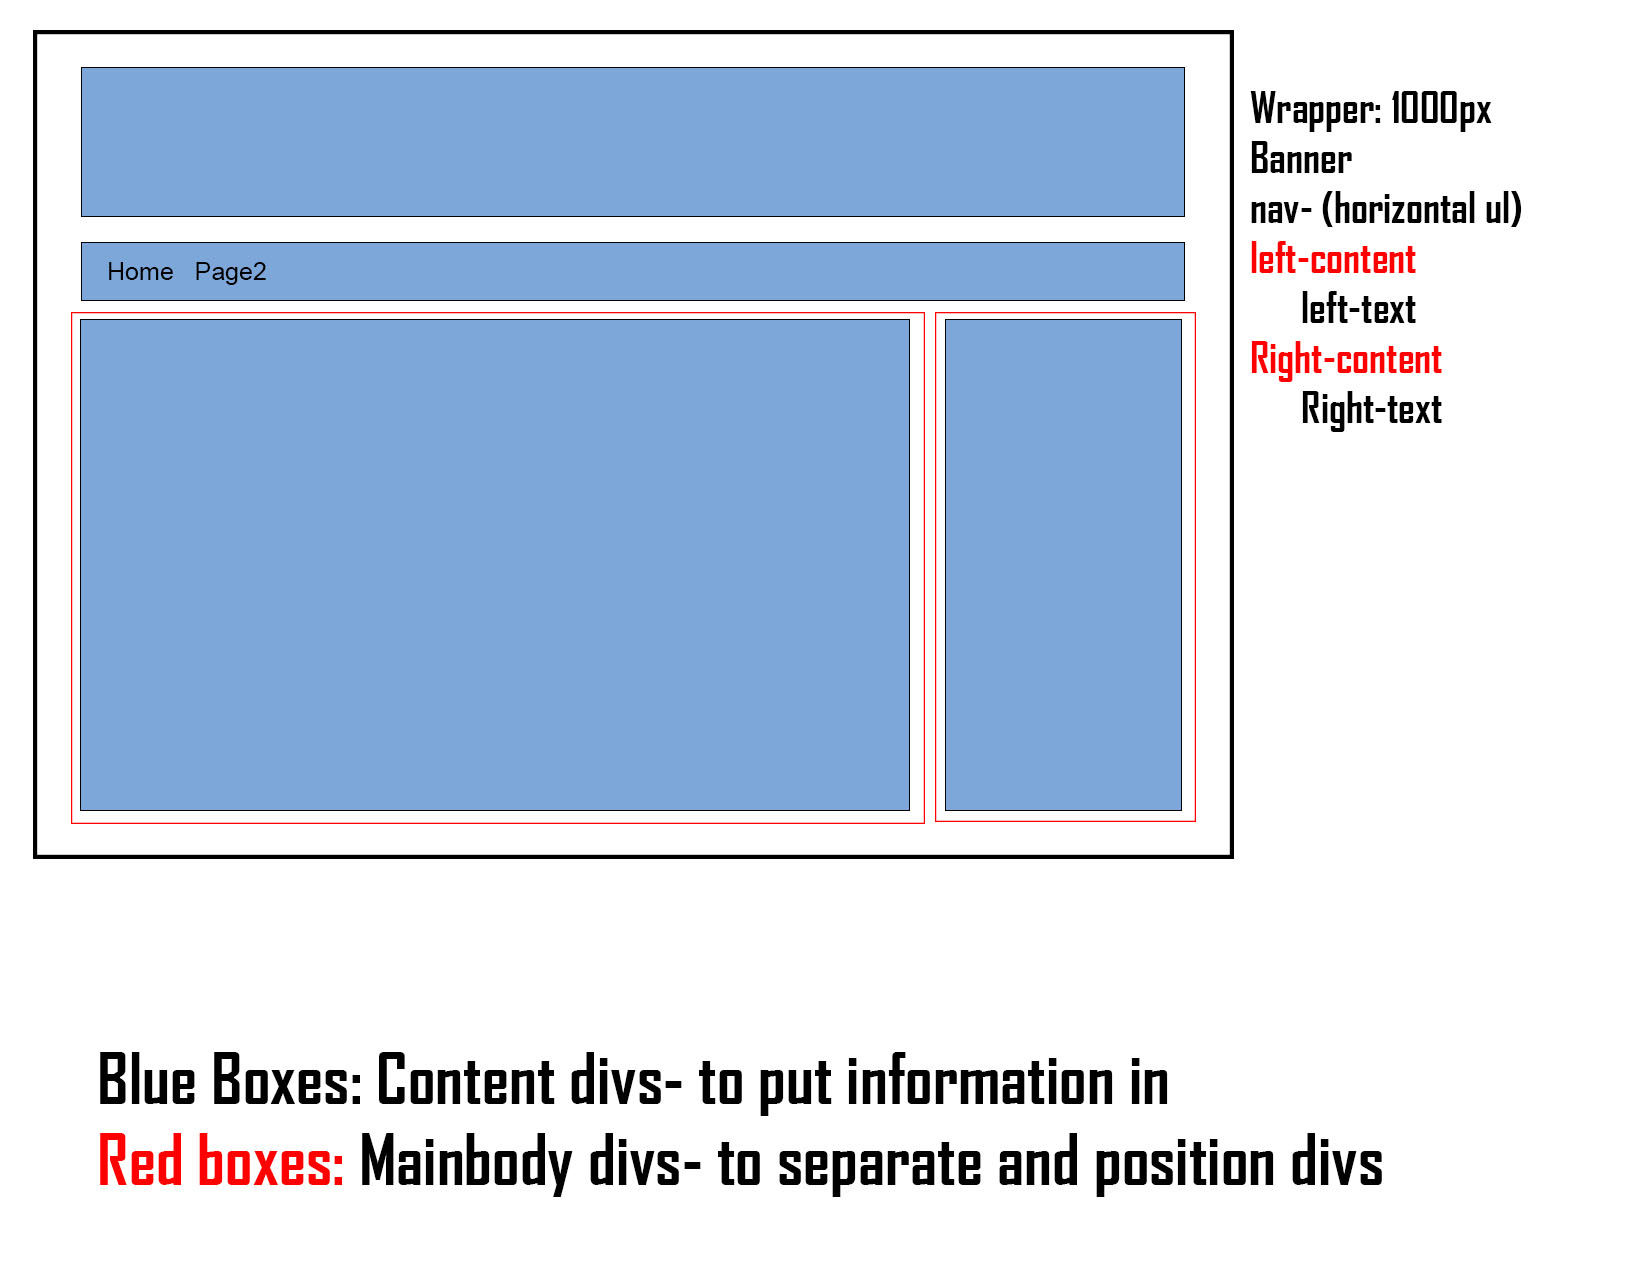 Home Page2
Wrapper: 1000px
Banner
nav- (horizontal ul)
left-content
left-text
Right-content
Right-text
Blue Boxes: Content divs- to put information in
Red boxes: Mainbody divs- to separate and position divs